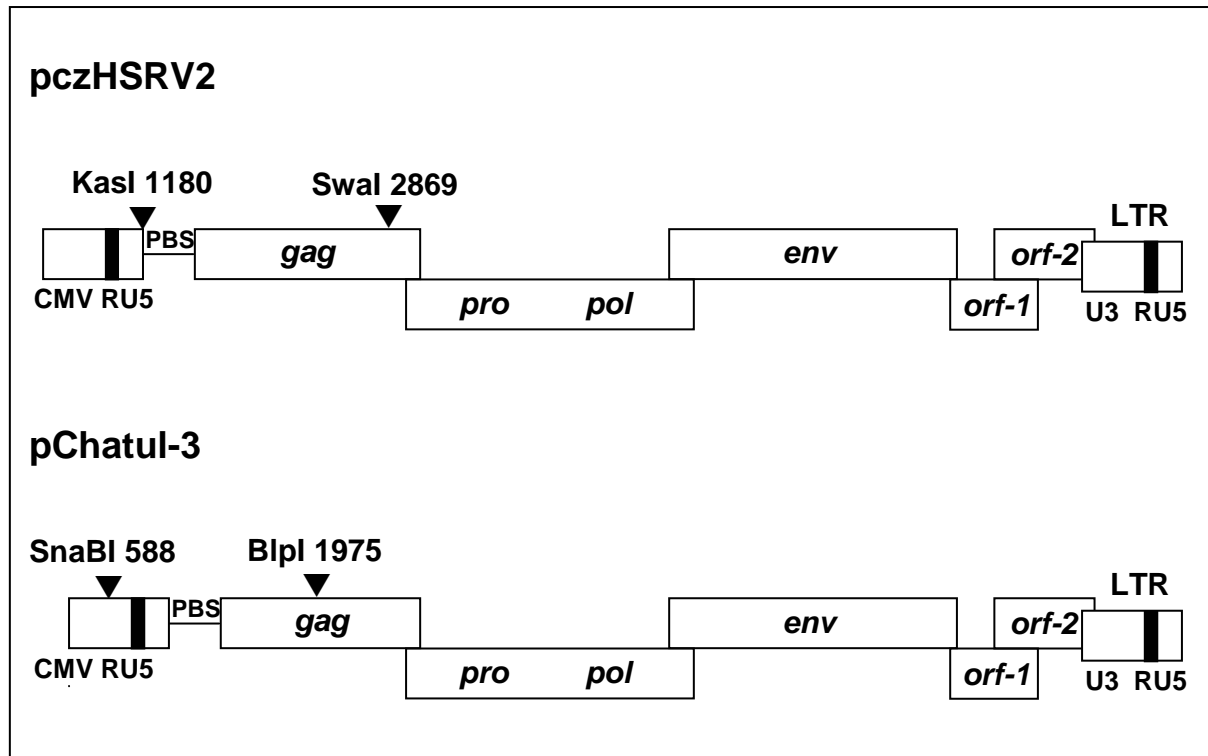 pczHSRV2
KasI 1180 SwaI 2869
LTR
PBS gag env orf-2
CMV RU5 pro pol orf-1 U3 RU5
pChatul-3
SnaBI 588 BlpI 1975
LTR
PBS gag env orf-2
CMV RU5 pro pol orf-1 U3 RU5